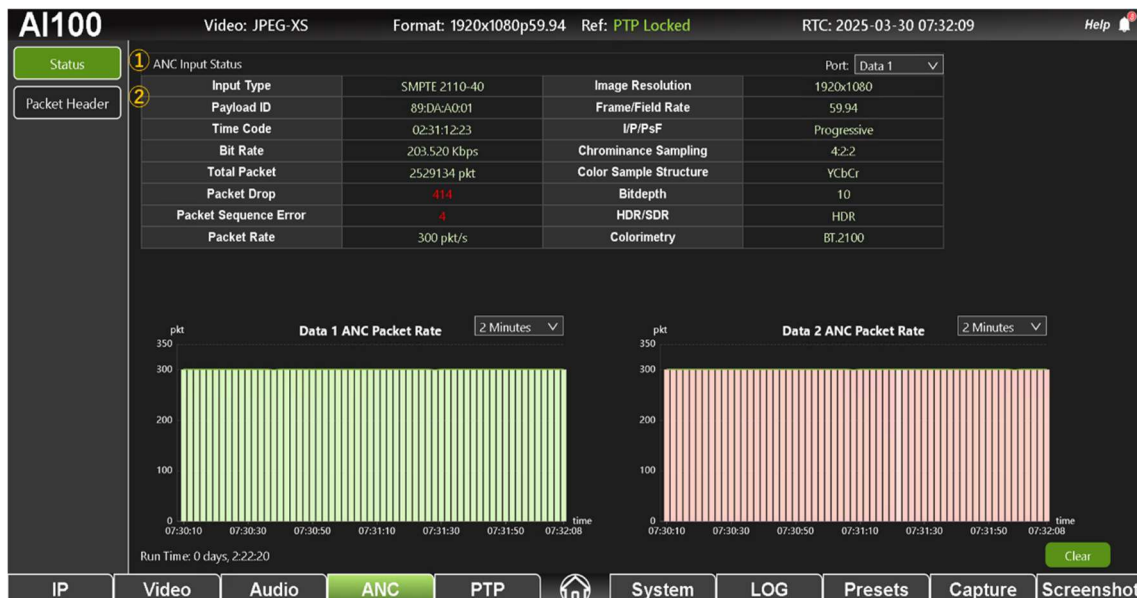 AI100 Video: JPEG-XS Format: 1920x1080p59.94 Ref: PTP Locked RTC: 2025-03-30 07:32:09 Help
Status
Packet Header
① ANC Input Status Port: Data 1
②
Input Type SMPTE 2110-40 Image Resolution 1920x1080
Payload ID 89:DA:A0:01 Frame/Field Rate 59.94
Time Code 02:31:12:23 I/P/PsF Progressive
Bit Rate 203.520 Kbps Chrominance Sampling 4:2:2
Total Packet 2529134 pkt Color Sample Structure YCbCr
Packet Drop 414 Bitdepth 10
Packet Sequence Error 4 HDR/SDR HDR
Packet Rate 300 pkt/s Colorimetry BT.2100
pkt Data 1 ANC Packet Rate 2 Minutes
350
300
200
100
0
07:30:10 07:30:30 07:30:50 07:31:10 07:31:30 07:31:50 07:32:08 time
pkt Data 2 ANC Packet Rate 2 Minutes
350
300
200
100
0
07:30:10 07:30:30 07:30:50 07:31:10 07:31:30 07:31:50 07:32:08 time
Run Time: 0 days, 2:22:20 Clear
IP Video Audio ANC PTP System LOG Presets Capture Screenshot